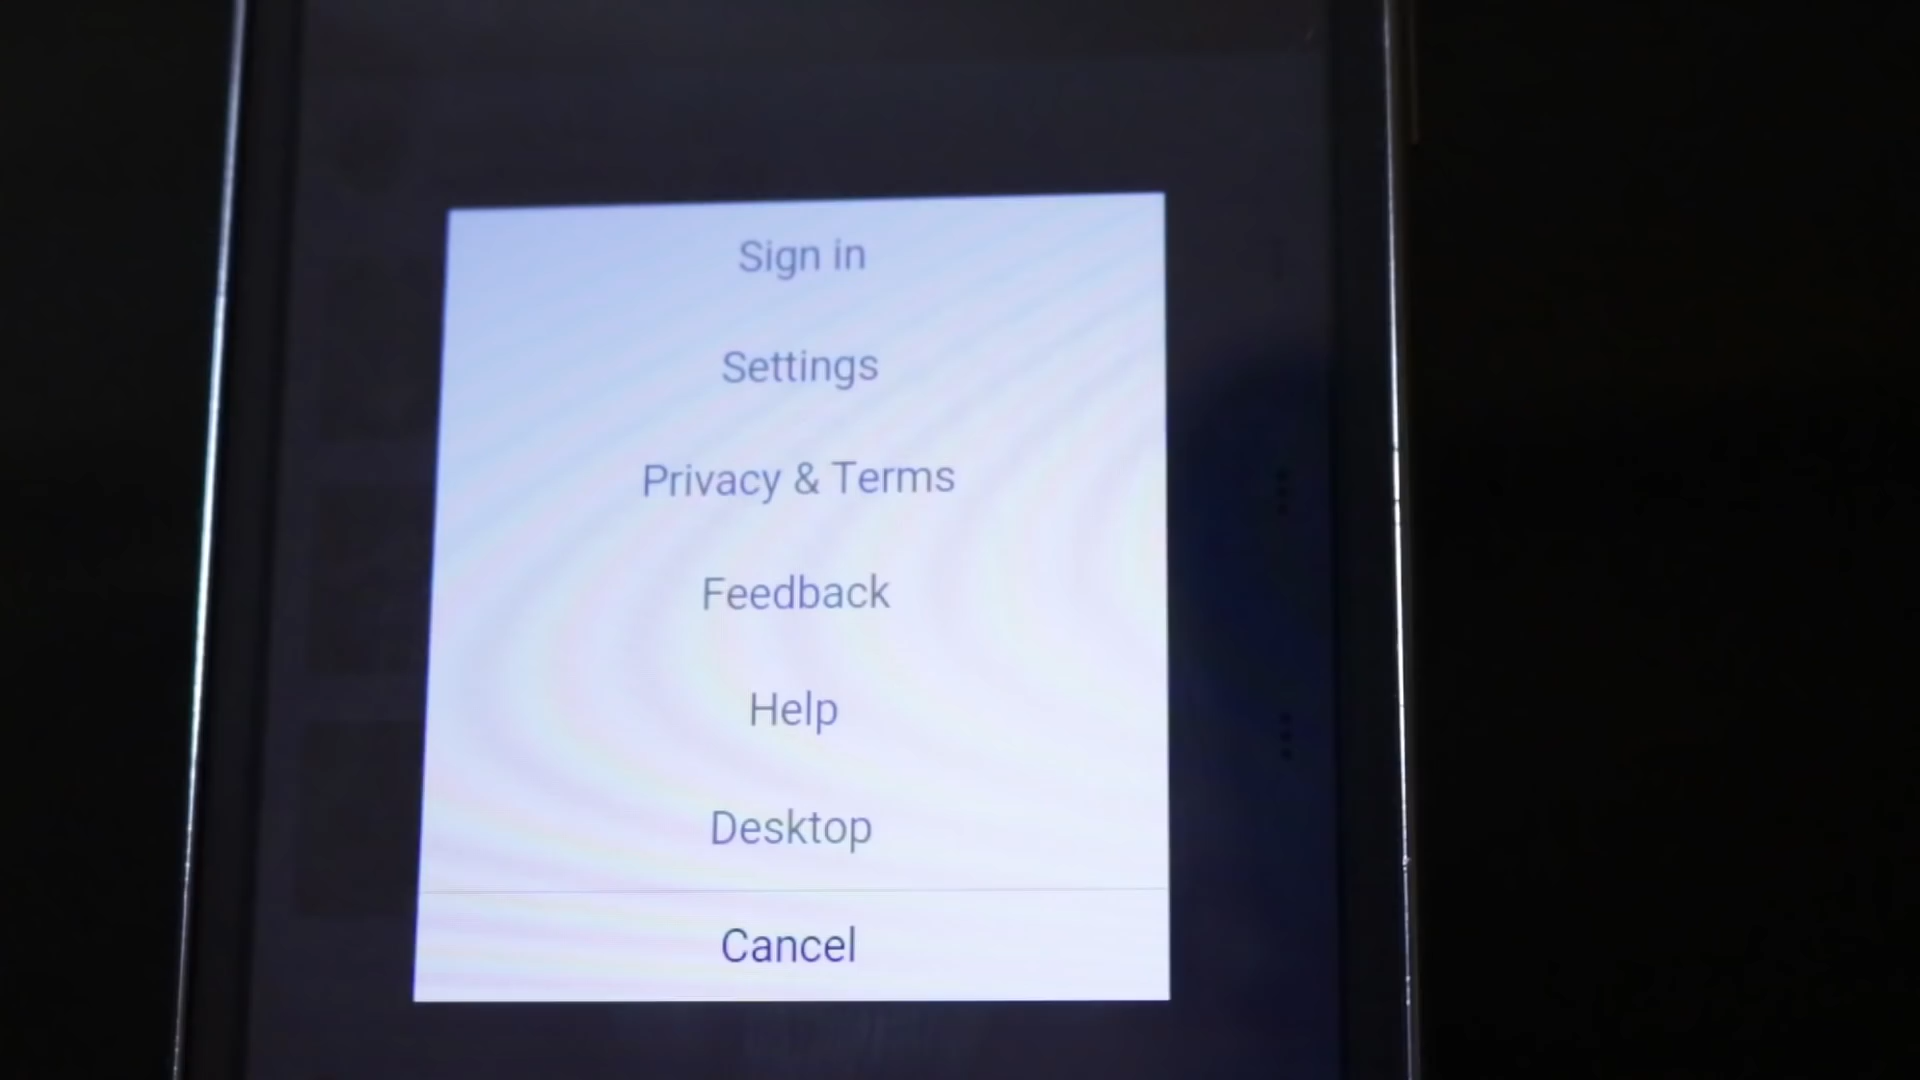 Sign in
Settings
Privacy & Terms
Feedback
Help
Desktop
Cancel